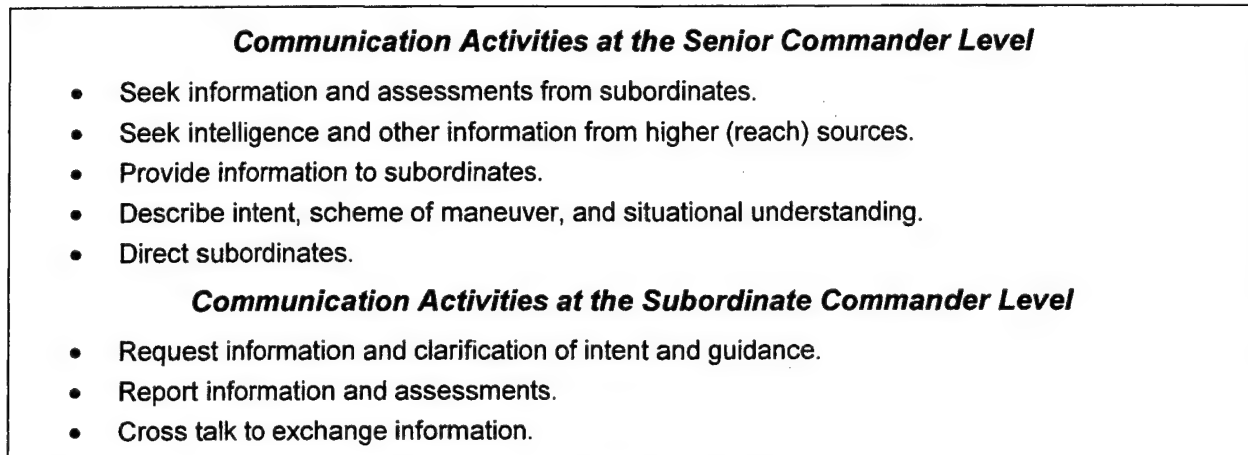 Communication Activities at the Senior Commander Level
• Seek information and assessments from subordinates.
• Seek intelligence and other information from higher (reach) sources.
• Provide information to subordinates.
• Describe intent, scheme of maneuver, and situational understanding.
• Direct subordinates.
Communication Activities at the Subordinate Commander Level
• Request information and clarification of intent and guidance.
• Report information and assessments.
• Cross talk to exchange information.